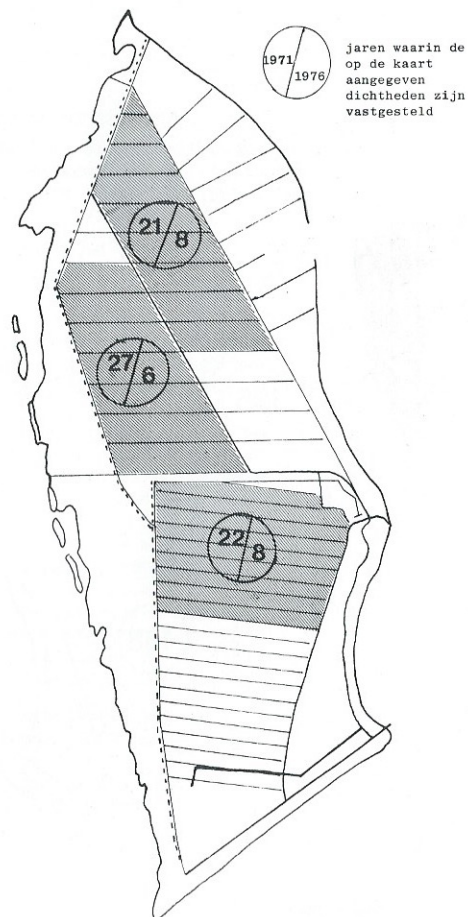 1971
1976
jaren waarin de
op de kaart
aangegeven
dichtheden zijn
vastgesteld
21
8
27
6
22
8